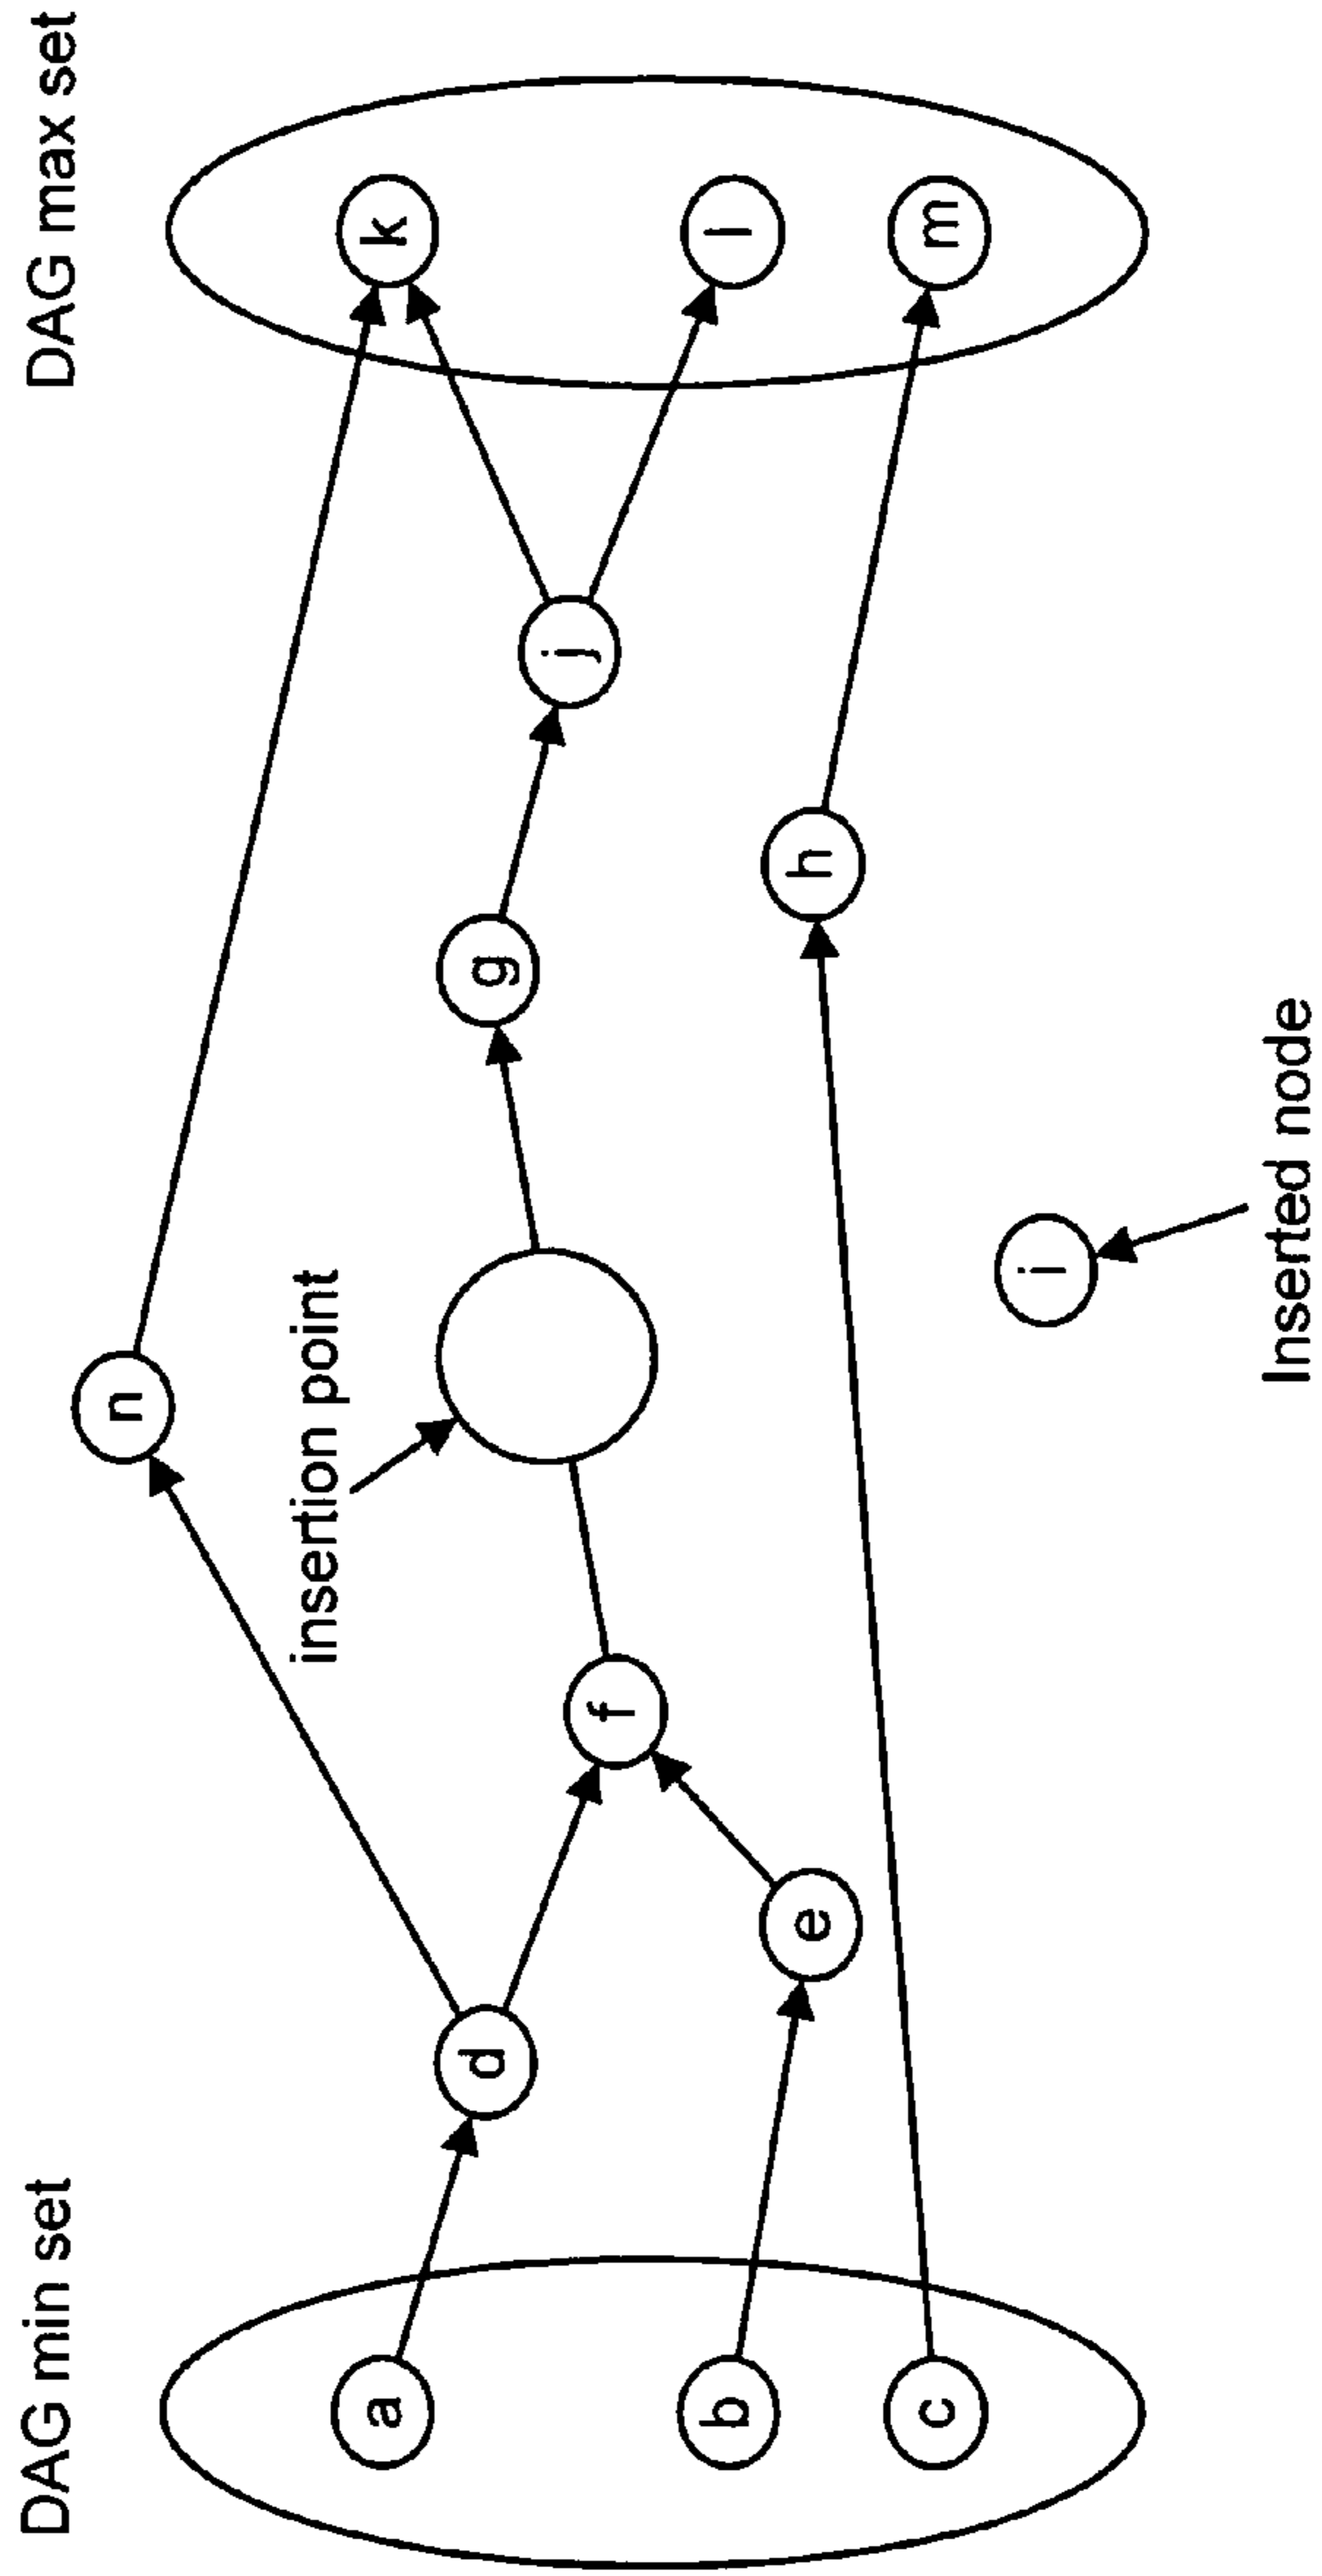 DAG min set
DAG max set
n
insertion point
a
d
g
k
f
j
b
e
h
l
c
m
i
Inserted node